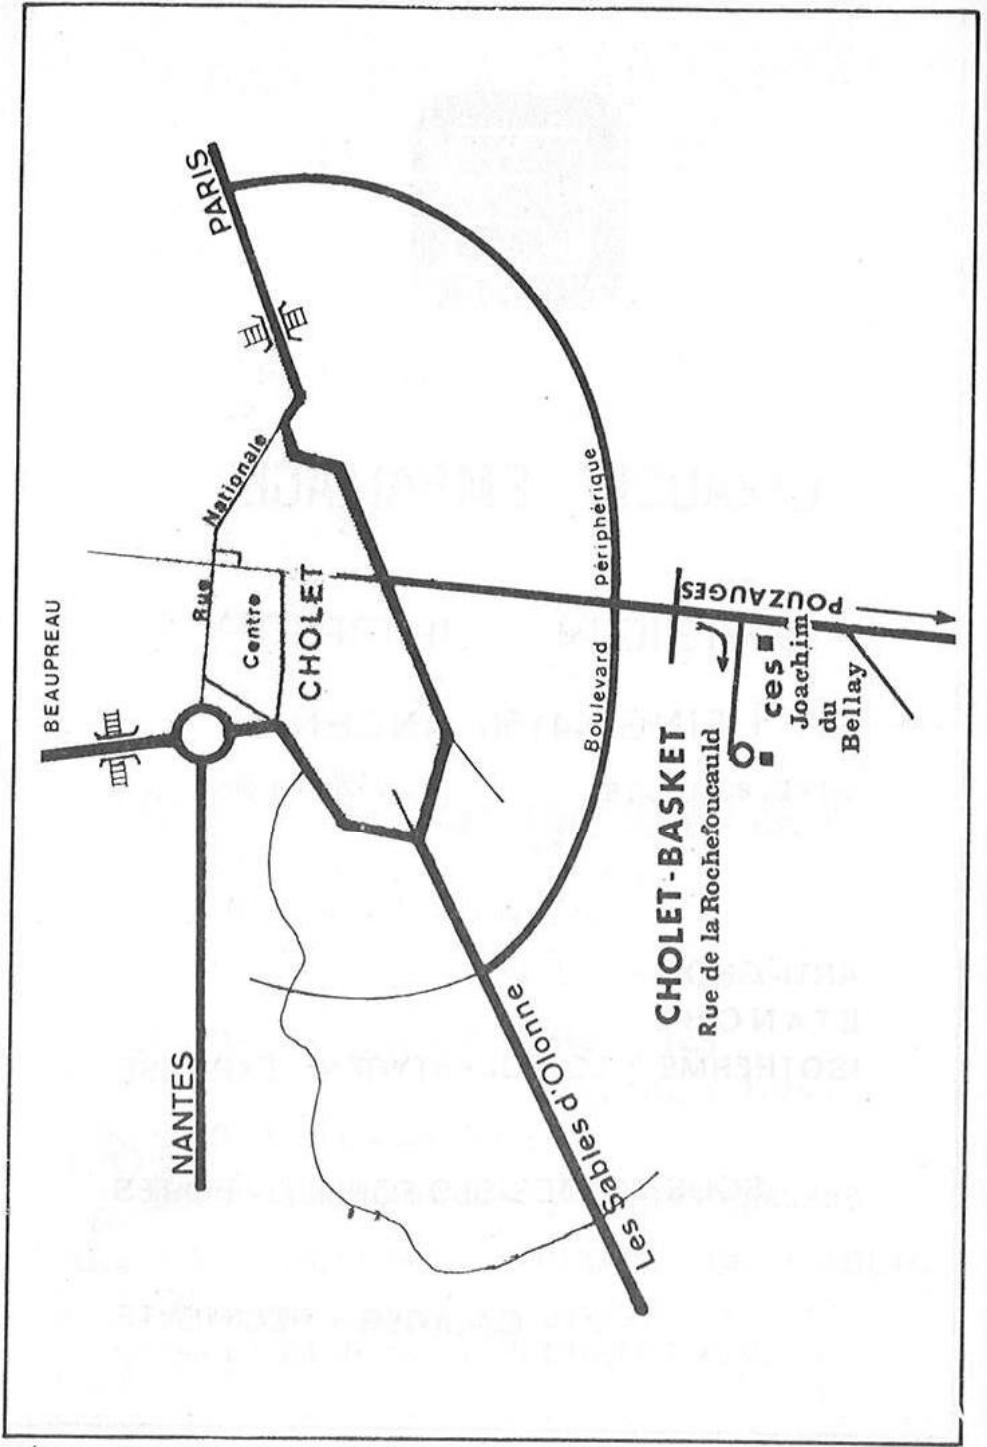 PARIS
Rue Nationale
Centre
CHOLET
BEAUPREAU
NANTES
Boulevard périphérique
POUZAUGES
ces
Joachim
du
Bellay
CHOLET-BASKET
Rue de la Rochefoucauld
Les Sables d'Olonne